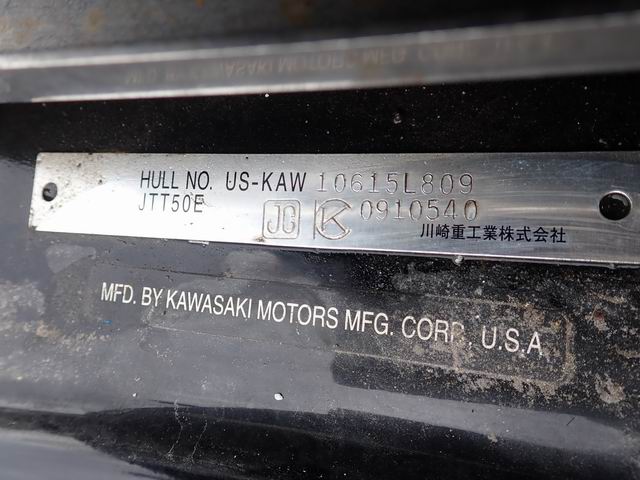 HULL NO. US-KAW 10615L809
JTT50E JG K 0910540
川崎重工業株式会社
MFD. BY KAWASAKI MOTORS MFG. CORP. U.S.A